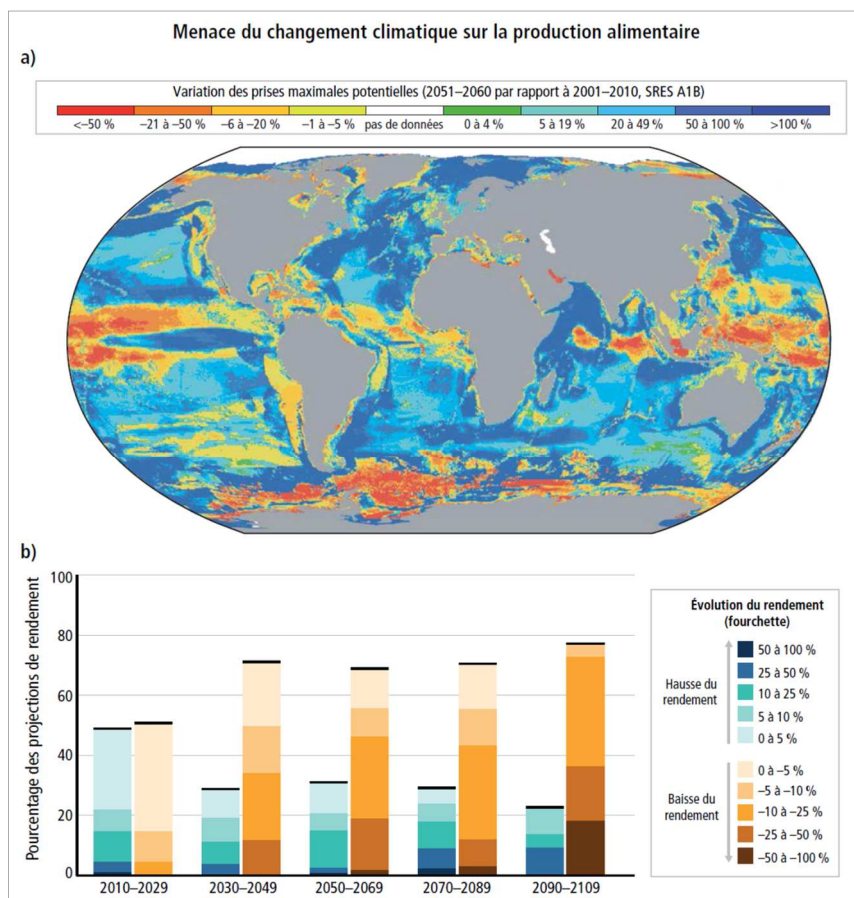 Menace du changement climatique sur la production alimentaire
a)
Variation des prises maximales potentielles (2051–2060 par rapport à 2001–2010, SRES A1B)
<–50 % –21 à –50 % –6 à –20 % –1 à –5 % pas de données 0 à 4 % 5 à 19 % 20 à 49 % 50 à 100 % >100 %
b)
Pourcentage des projections de rendement
100
80
60
40
20
0
2010–2029 2030–2049 2050–2069 2070–2089 2090–2109
Évolution du rendement
(fourchette)
Hausse du
rendement
50 à 100 %
25 à 50 %
10 à 25 %
5 à 10 %
0 à 5 %
Baisse du
rendement
0 à –5 %
–5 à –10 %
–10 à –25 %
–25 à –50 %
–50 à –100 %